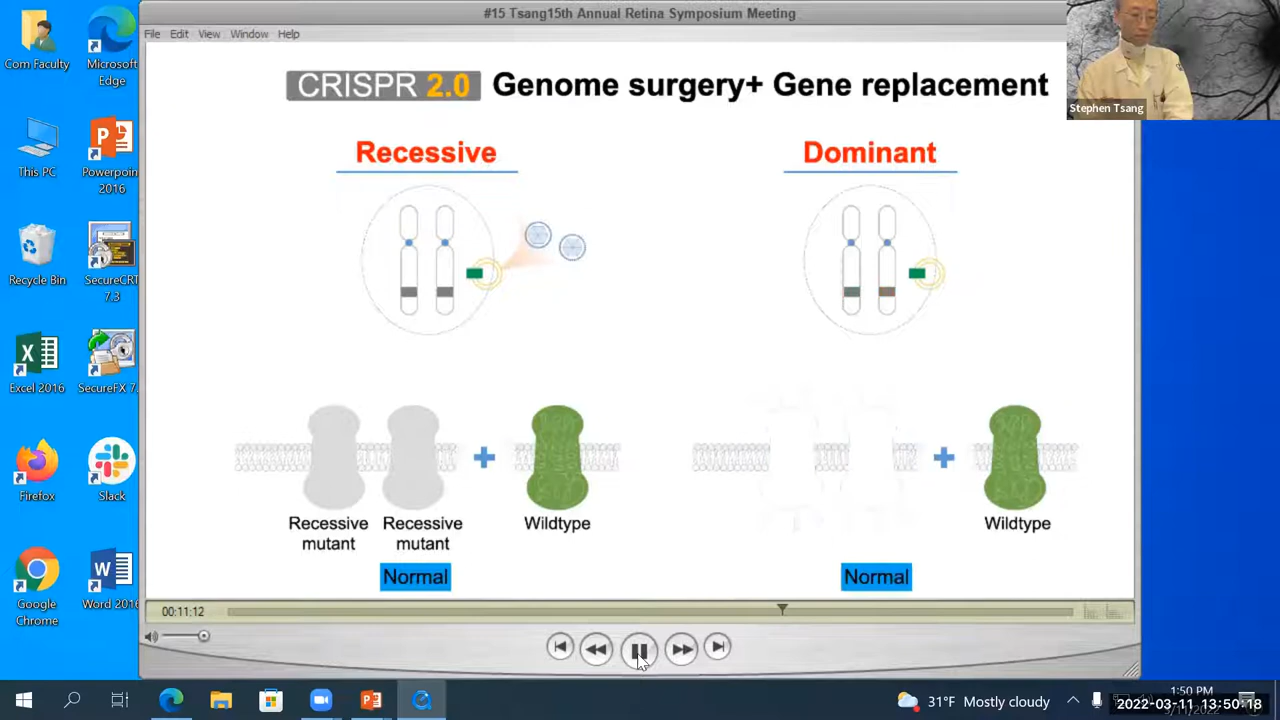 Com Faculty
Microsoft
Edge
This PC
Powerpoin
2016
Recycle Bin
SecureCRT
7.3
Excel 2016
SecureFX 7.
Firefox
Slack
Google
Chrome
Word 2016
#15 Tsang15th Annual Retina Symposium Meeting
File Edit View Window Help
CRISPR 2.0 Genome surgery+ Gene replacement
Recessive
Dominant
Recessive
mutant
Recessive
mutant
Wildtype
Wildtype
Normal
Normal
00:11:12
Stephen Tsang
31°F Mostly cloudy
1:50 PM
2022-03-11 13:50:18